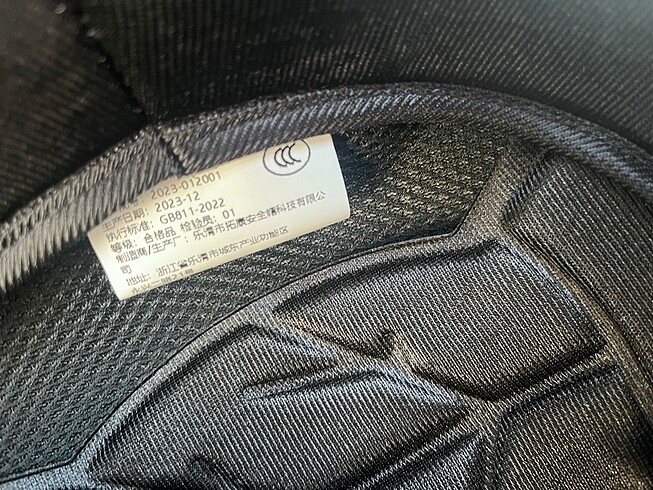 CCC
2023-012001
生产日期：2023-12
执行标准：GB811-2022
等级：合格品 检验员：01
制造商/生产厂：乐清市拓康安全帽科技有限公
司
地址：浙江省乐清市城东产业功能区